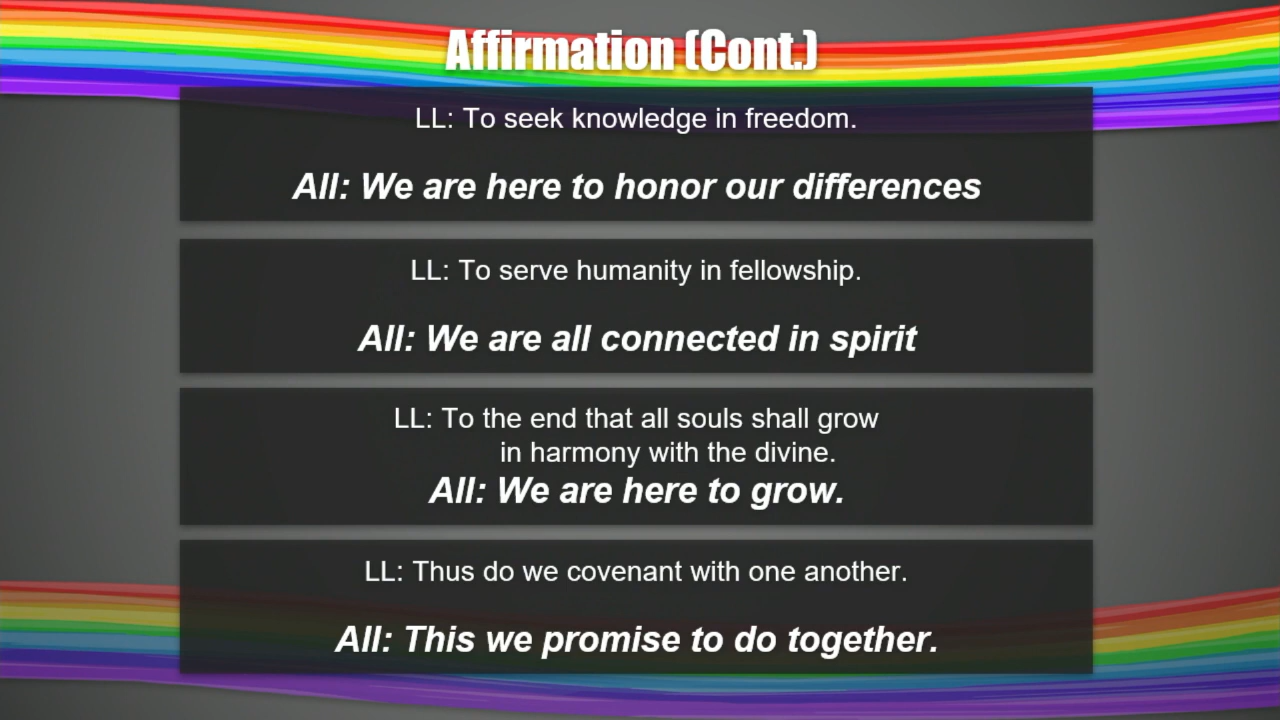 Affirmation (Cont.)
LL: To seek knowledge in freedom.
All: We are here to honor our differences
LL: To serve humanity in fellowship.
All: We are all connected in spirit
LL: To the end that all souls shall grow
in harmony with the divine.
All: We are here to grow.
LL: Thus do we covenant with one another.
All: This we promise to do together.